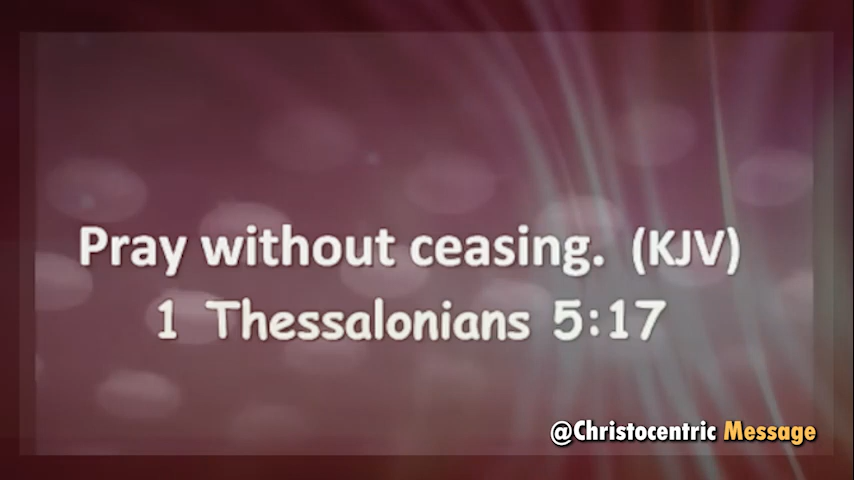 Pray without ceasing. (KJV)
1 Thessalonians 5:17
@Christocentric Message